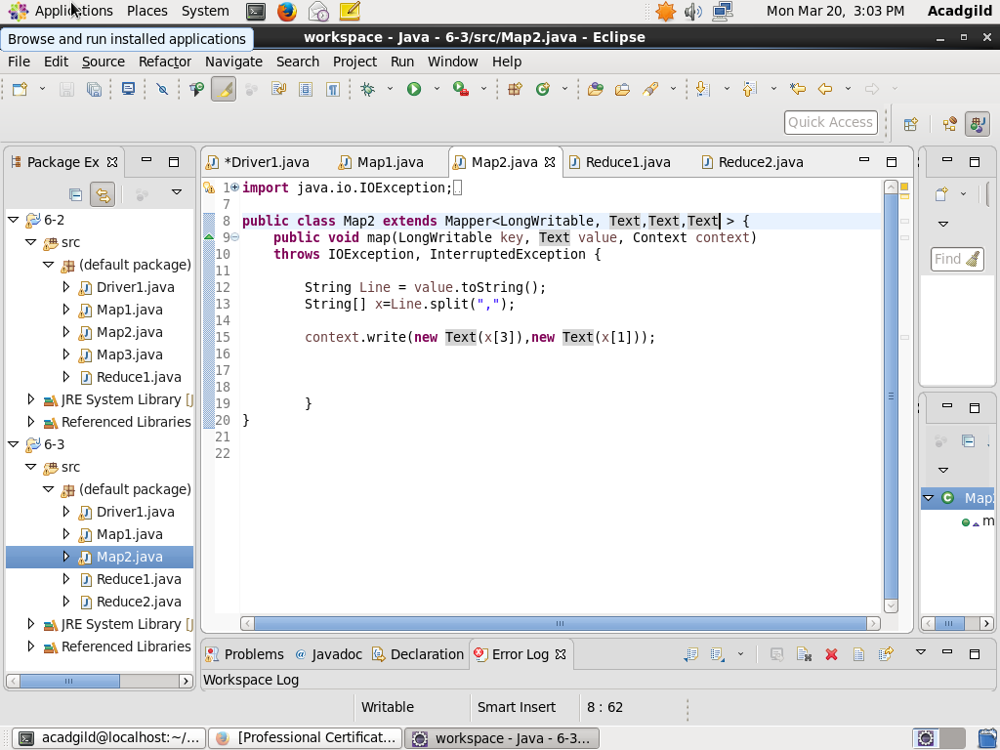 Applications Places System Mon Mar 20, 3:03 PM Acadgild
Browse and run installed applications
workspace - Java - 6-3/src/Map2.java - Eclipse
File Edit Source Refactor Navigate Search Project Run Window Help
Quick Access
Package Ex
*Driver1.java Map1.java Map2.java Reduce1.java Reduce2.java
6-2
src
(default package)
Driver1.java
Map1.java
Map2.java
Map3.java
Reduce1.java
JRE System Library [J
Referenced Libraries
6-3
src
(default package)
Driver1.java
Map1.java
Map2.java
Reduce1.java
Reduce2.java
JRE System Library [J
Referenced Libraries
1 import java.io.IOException;
7
8 public class Map2 extends Mapper<LongWritable, Text,Text,Text > {
9 public void map(LongWritable key, Text value, Context context)
10 throws IOException, InterruptedException {
11
12 String Line = value.toString();
13 String[] x=Line.split(",");
14
15 context.write(new Text(x[3]),new Text(x[1]));
16
17
18
19 }
20 }
21
22
Find
Map2
m
Problems Javadoc Declaration Error Log
Workspace Log
Writable Smart Insert 8 : 62
acadgild@localhost:~/... [Professional Certificat... workspace - Java - 6-3...